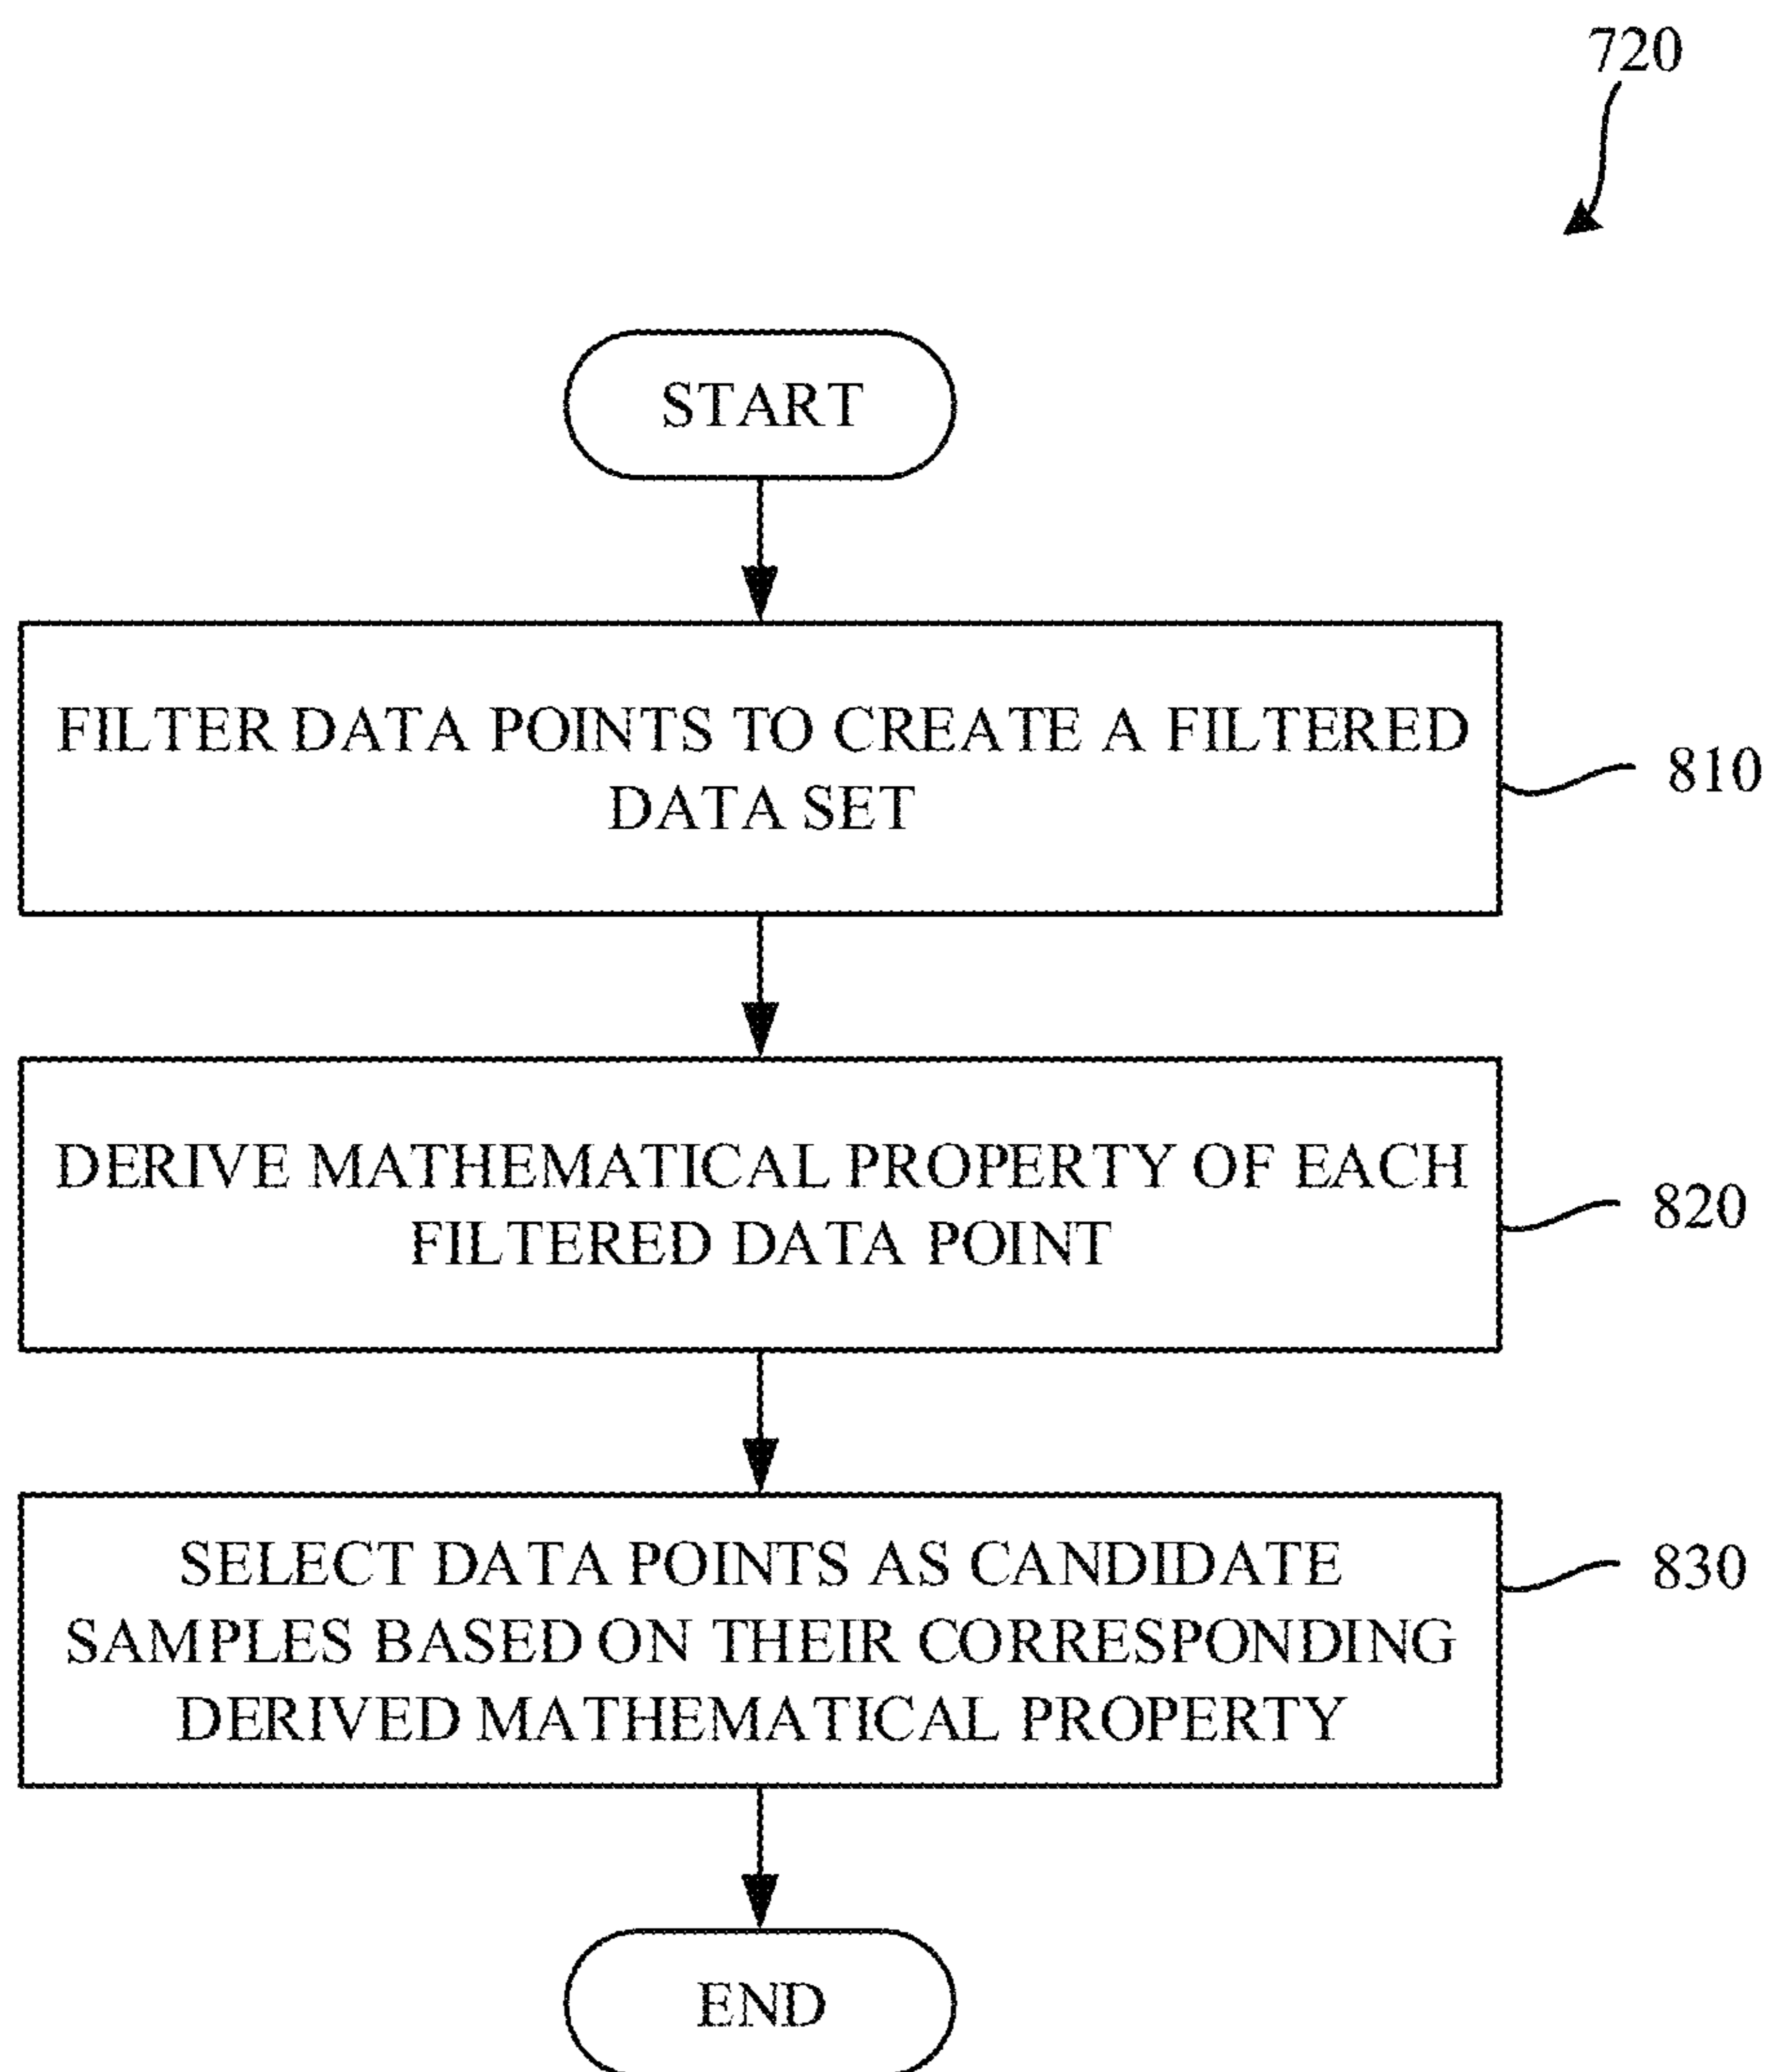 720
START
FILTER DATA POINTS TO CREATE A FILTERED
DATA SET
810
DERIVE MATHEMATICAL PROPERTY OF EACH
FILTERED DATA POINT
820
SELECT DATA POINTS AS CANDIDATE
SAMPLES BASED ON THEIR CORRESPONDING
DERIVED MATHEMATICAL PROPERTY
830
END